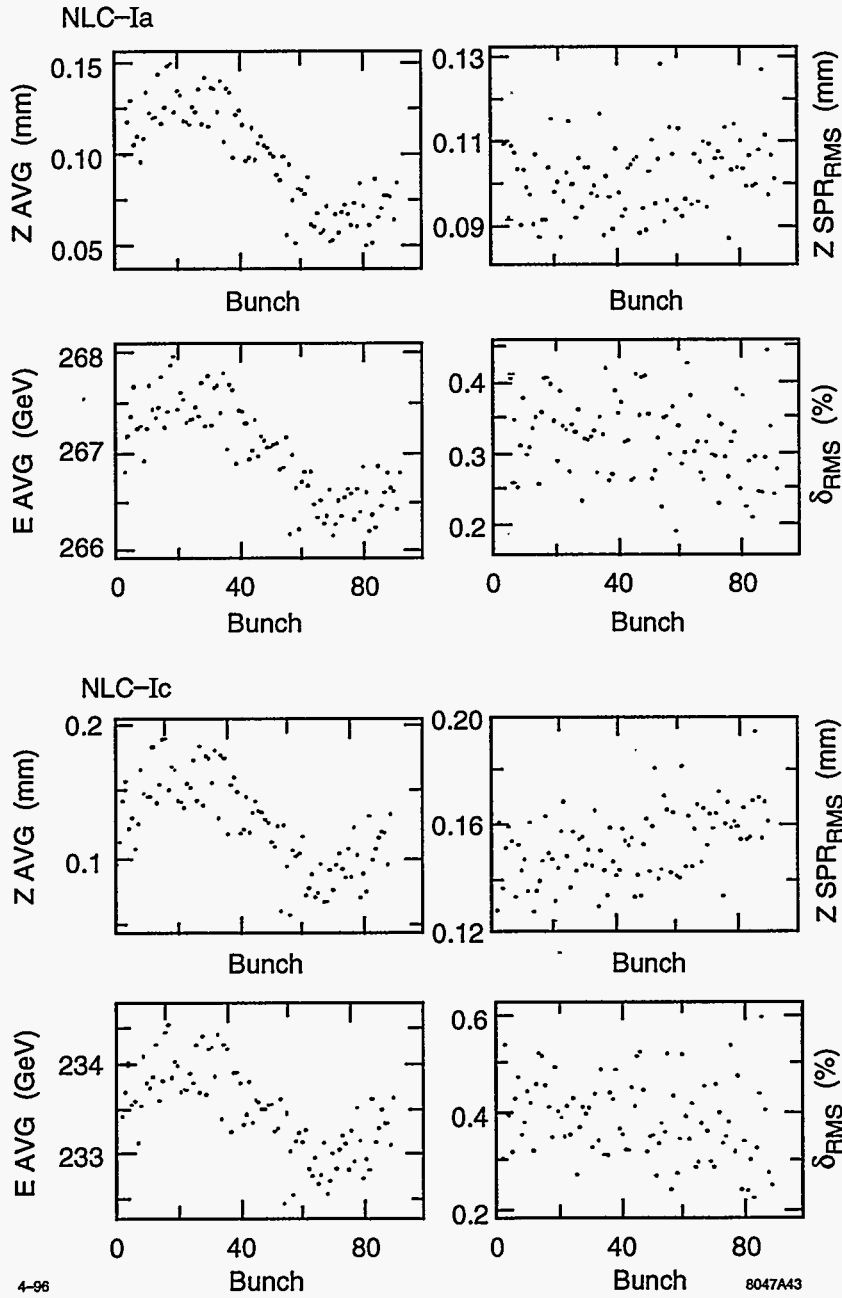 NLC–Ia
0.15
0.10
0.05
Z AVG (mm)
Bunch
0.13
0.11
0.09
Z SPR_RMS (mm)
Bunch
268
267
266
E AVG (GeV)
0 40 80
Bunch
0.4
0.3
0.2
δ_RMS (%)
0 40 80
Bunch
NLC–Ic
0.2
0.1
Z AVG (mm)
Bunch
0.20
0.16
0.12
Z SPR_RMS (mm)
Bunch
234
233
E AVG (GeV)
0 40 80
Bunch
0.6
0.4
0.2
δ_RMS (%)
0 40 80
Bunch
4–96
8047A43